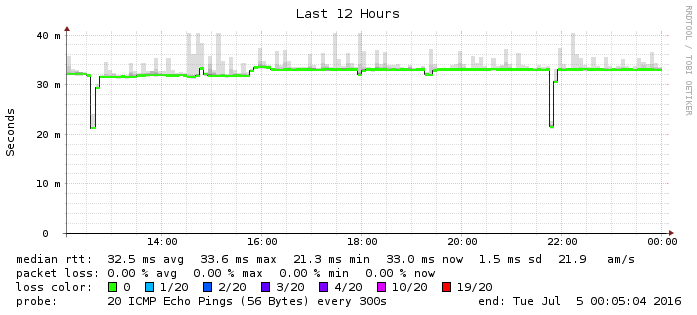 Last 12 Hours
RRDTOOL / TOBI OETIKER
Seconds
40 m
30 m
20 m
10 m
0
14:00 16:00 18:00 20:00 22:00 00:00
median rtt: 32.5 ms avg 33.6 ms max 21.3 ms min 33.0 ms now 1.5 ms sd 21.9 am/s
packet loss: 0.00 % avg 0.00 % max 0.00 % min 0.00 % now
loss color: 0 1/20 2/20 3/20 4/20 10/20 19/20
probe: 20 ICMP Echo Pings (56 Bytes) every 300s end: Tue Jul 5 00:05:04 2016